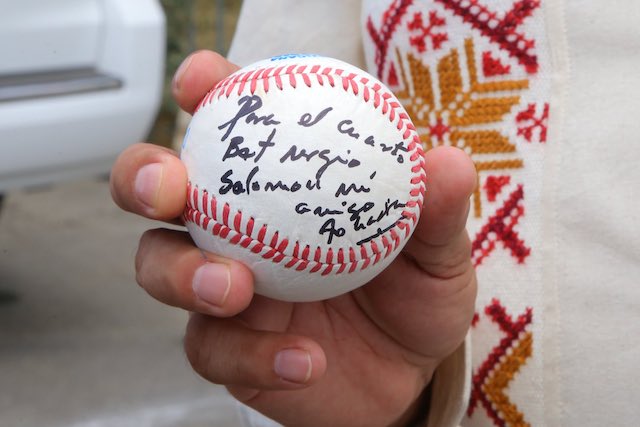 Para el cuarto
Bat sergio
Salomon mi
amigo